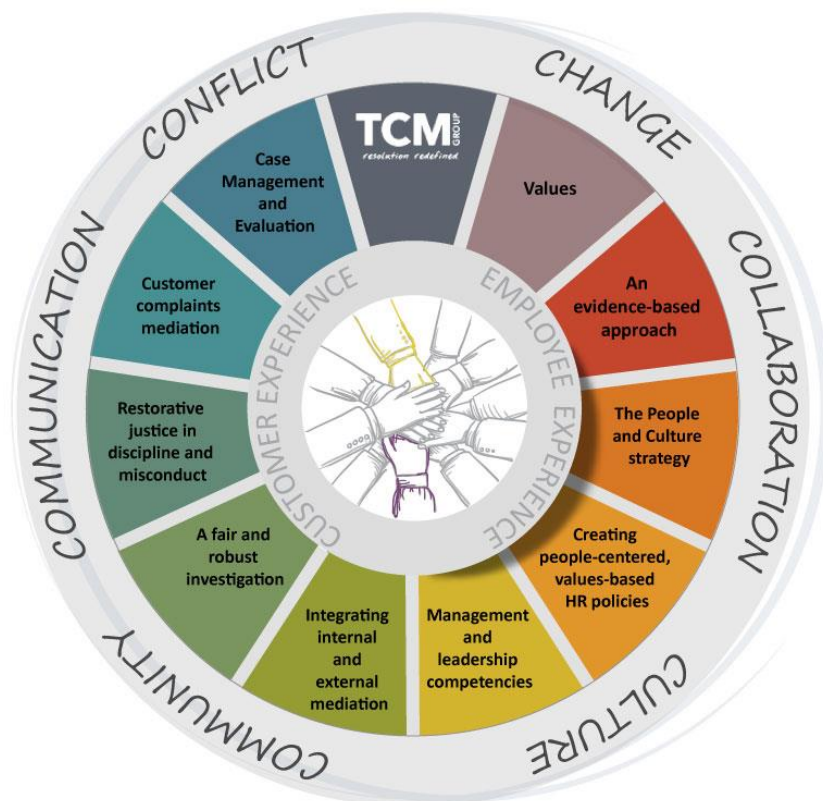 CONFLICT
CHANGE
COLLABORATION
CULTURE
COMMUNITY
COMMUNICATION
TCM
GROUP
resolution redefined
Values
An
evidence-based
approach
The People
and Culture
strategy
Creating
people-centered,
values-based
HR policies
Management
and
leadership
competencies
Integrating
internal
and
external
mediation
A fair and
robust
investigation
Restorative
justice in
discipline and
misconduct
Customer
complaints
mediation
Case
Management
and
Evaluation
CUSTOMER EXPERIENCE
EMPLOYEE EXPERIENCE